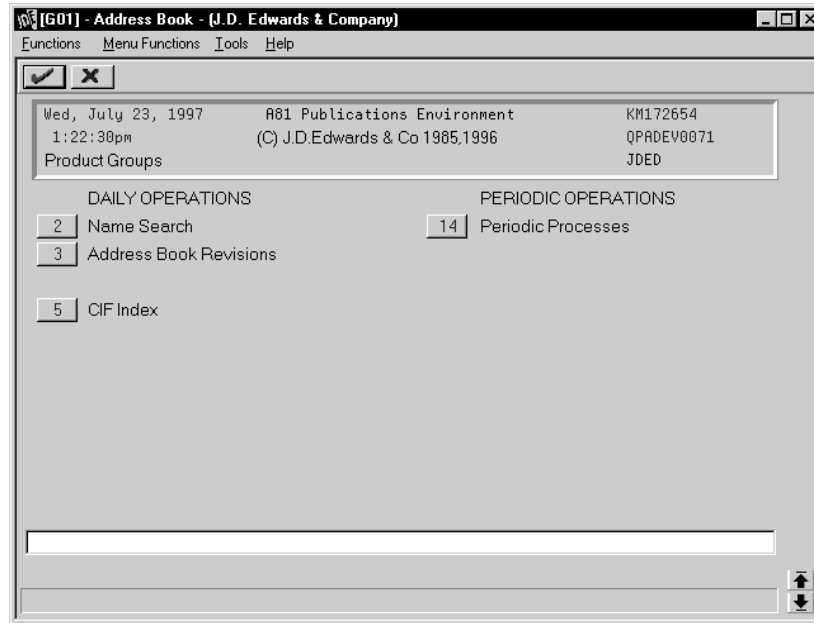 [G01] - Address Book - (J.D. Edwards & Company)
Functions Menu Functions Tools Help
Wed, July 23, 1997 A81 Publications Environment KM172654
1:22:30pm (C) J.D.Edwards & Co 1985,1996 QPADEV0071
Product Groups JDED
DAILY OPERATIONS PERIODIC OPERATIONS
2 Name Search 14 Periodic Processes
3 Address Book Revisions
5 CIF Index